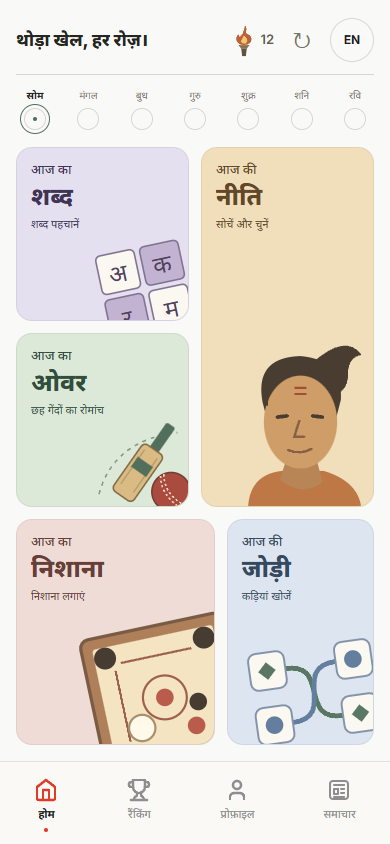 थोड़ा खेल, हर रोज़।
12
EN
सोम मंगल बुध गुरु शुक्र शनि रवि
आज का
शब्द
शब्द पहचानें
अ क
र म
आज की
नीति
सोचें और चुनें
आज का
ओवर
छह गेंदों का रोमांच
आज का
निशाना
निशाना लगाएं
आज की
जोड़ी
कड़ियां खोजें
होम रैंकिंग प्रोफ़ाइल समाचार